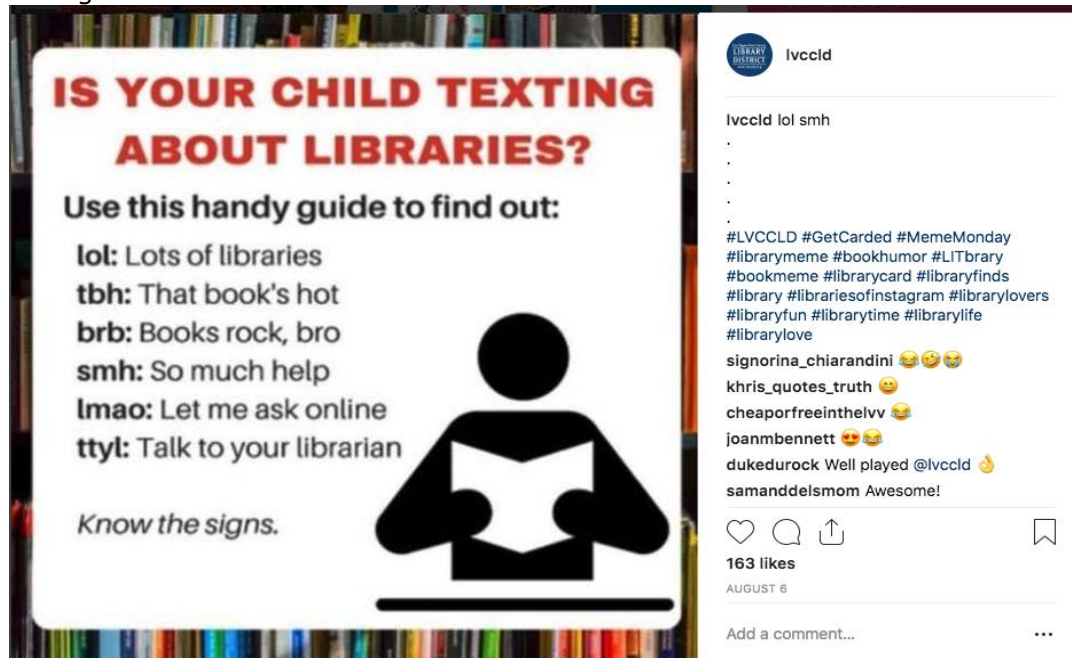 IS YOUR CHILD TEXTING
ABOUT LIBRARIES?
Use this handy guide to find out:
lol: Lots of libraries
tbh: That book's hot
brb: Books rock, bro
smh: So much help
lmao: Let me ask online
ttyl: Talk to your librarian
Know the signs.
LIBRARY
DISTRICT
lvccld
lvccld lol smh
.
.
.
.
.
#LVCCLD #GetCarded #MemeMonday
#librarymeme #bookhumor #LITbrary
#bookmeme #librarycard #libraryfinds
#library #librariesofinstagram #librarylovers
#libraryfun #librarytime #librarylife
#librarylove
signorina_chiarandini 😂🤣😭
khris_quotes_truth 😄
cheaporfreeinthelvv 😂
joanmbennett 😍😂
dukedurock Well played @lvccld 👌
samanddelsmom Awesome!
163 likes
AUGUST 6
Add a comment...